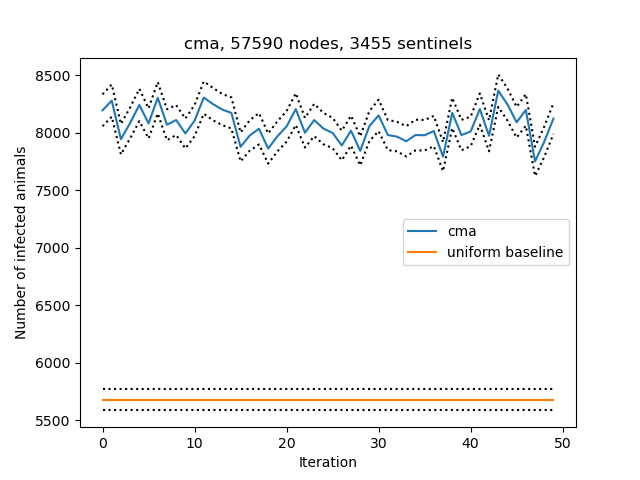 cma, 57590 nodes, 3455 sentinels
Number of infected animals
8500
8000
7500
7000
6500
6000
5500
cma
uniform baseline
0 10 20 30 40 50
Iteration